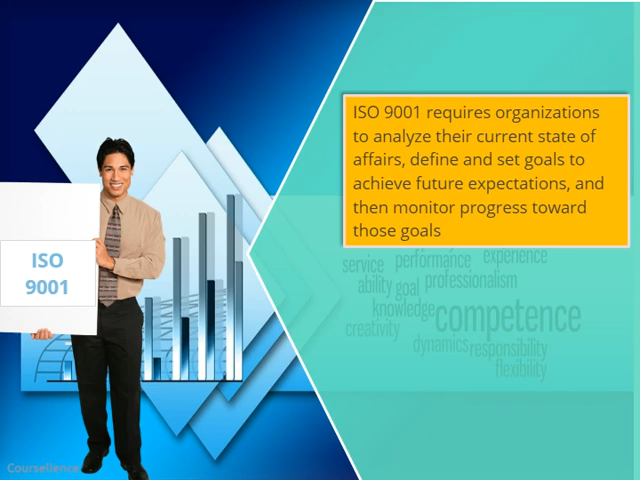 ISO 9001 requires organizations
to analyze their current state of
affairs, define and set goals to
achieve future expectations, and
then monitor progress toward
those goals
ISO
9001
service performance experience
ability goal professionalism
knowledge competence
creativity
dynamics responsibility
flexibility
Coursellence